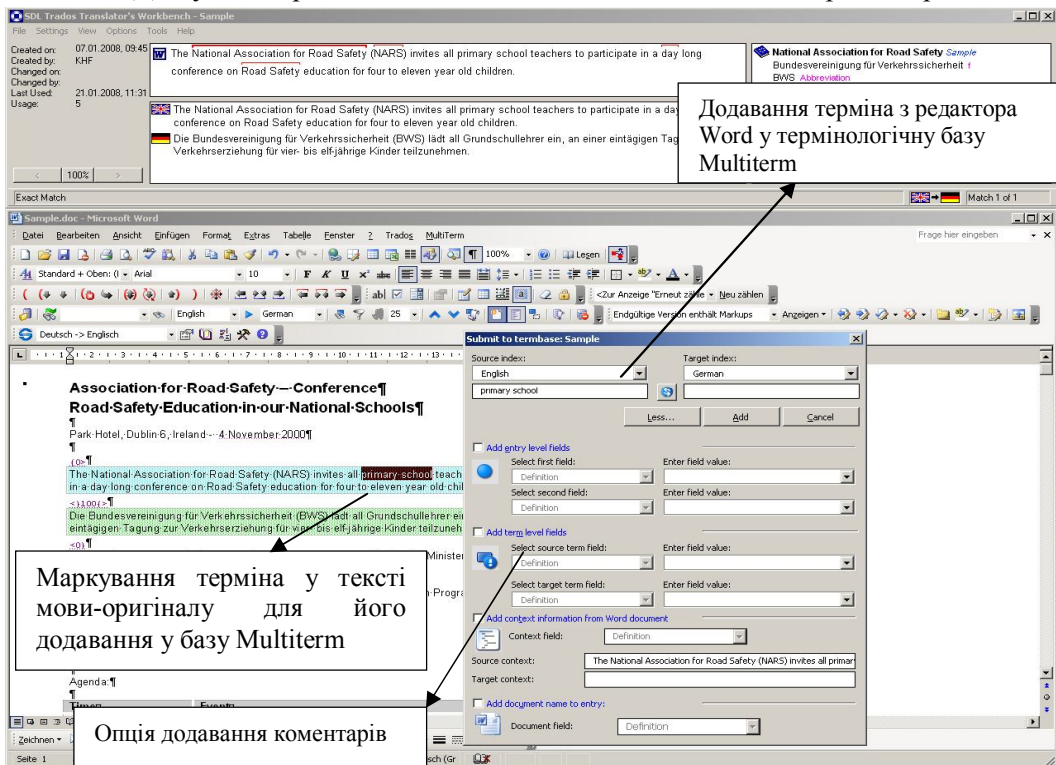 SDL Trados Translator's Workbench - Sample
File Settings View Options Tools Help
Created on: 07.01.2008, 09:45
Created by: KHF
Changed on:
Changed by:
Last Used: 21.01.2008, 11:31
Usage: 5
The National Association for Road Safety (NARS) invites all primary school teachers to participate in a day long
conference on Road Safety education for four to eleven year old children.
National Association for Road Safety Sample
Bundesvereinigung für Verkehrssicherheit f
BWS Abbreviation
The National Association for Road Safety (NARS) invites all primary school teachers to participate in a day
conference on Road Safety education for four to eleven year old children.
Die Bundesvereinigung für Verkehrssicherheit (BWS) lädt all Grundschullehrer ein, an einer eintägigen Tag
Verkehrserziehung für vier- bis elf-jährige Kinder teilzunehmen.
< 100% >
Exact Match
Match 1 of 1
Додавання терміна з редактора
Word у термінологічну базу
Multiterm
Sample.doc - Microsoft Word
Datei Bearbeiten Ansicht Einfügen Format Extras Tabelle Fenster ? Trados MultiTerm
Frage hier eingeben
100% Lesen
Standard + Oben: (l Arial 10 F K U
<Zur Anzeige "Erneut zähle Neu zählen
English German 25 Endgültige Version enthält Markups Anzeigen
Deutsch -> Englisch
Association for Road Safety – Conference¶
Road Safety Education in our National Schools¶
¶
Park Hotel, Dublin 6, Ireland - 4 November 2000¶
¶
{0>¶
The National Association for Road Safety (NARS) invites all primary school teach
in a day long conference on Road Safety education for four to eleven year old chil
<}100{>¶
Die Bundesvereinigung für Verkehrssicherheit (BWS) lädt all Grundschullehrer ei
eintägigen Tagung zur Verkehrserziehung für vier- bis elf-jährige Kinder teilzuneh
<0}¶
Minister
Progra
Маркування терміна у тексті
мови-оригіналу для його
додавання у базу Multiterm
Agenda:¶
¶
Time¤ Event¤
Опція додавання коментарів
Submit to termbase: Sample
Source index: Target index:
English German
primary school
Less... Add Cancel
Add entry level fields
Select first field: Enter field value:
Definition
Select second field: Enter field value:
Definition
Add term level fields
Select source term field: Enter field value:
Definition
Select target term field: Enter field value:
Definition
Add context information from Word document
Context field: Definition
Source context: The National Association for Road Safety (NARS) invites all primar
Target context:
Add document name to entry:
Document field: Definition
Zeichnen
Seite 1
sch (Gr